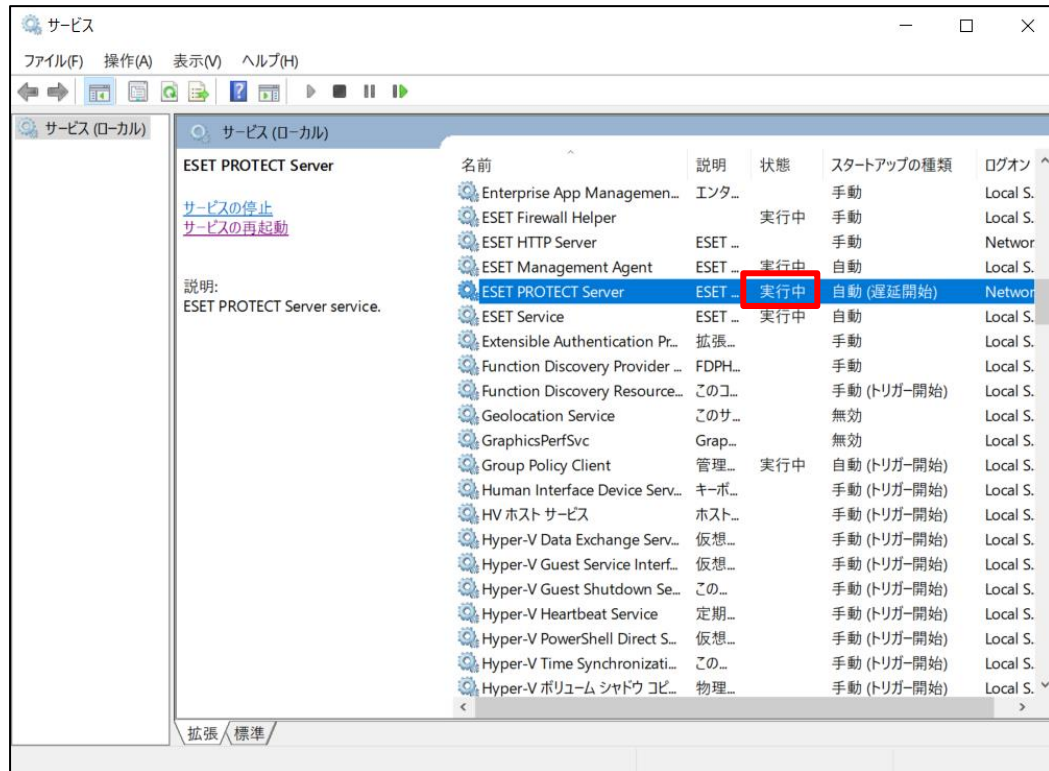 サービス
ファイル(F) 操作(A) 表示(V) ヘルプ(H)
サービス (ローカル)
サービス (ローカル)
ESET PROTECT Server
サービスの停止
サービスの再起動
説明:
ESET PROTECT Server service.
名前 説明 状態 スタートアップの種類 ログオン
Enterprise App Managemen... エンタ... 手動 Local S.
ESET Firewall Helper 実行中 手動 Local S.
ESET HTTP Server ESET ... 手動 Networ
ESET Management Agent ESET ... 実行中 自動 Local S.
ESET PROTECT Server ESET ... 実行中 自動 (遅延開始) Networ
ESET Service ESET ... 実行中 自動 Local S.
Extensible Authentication Pr... 拡張... 手動 Local S.
Function Discovery Provider ... FDPH... 手動 Local S.
Function Discovery Resource... このコ... 手動 (トリガー開始) Local S.
Geolocation Service このサ... 無効 Local S.
GraphicsPerfSvc Grap... 無効 Local S.
Group Policy Client 管理... 実行中 自動 (トリガー開始) Local S.
Human Interface Device Serv... キーボ... 手動 (トリガー開始) Local S.
HV ホスト サービス ホスト... 手動 (トリガー開始) Local S.
Hyper-V Data Exchange Serv... 仮想... 手動 (トリガー開始) Local S.
Hyper-V Guest Service Interf... 仮想... 手動 (トリガー開始) Local S.
Hyper-V Guest Shutdown Se... この... 手動 (トリガー開始) Local S.
Hyper-V Heartbeat Service 定期... 手動 (トリガー開始) Local S.
Hyper-V PowerShell Direct S... 仮想... 手動 (トリガー開始) Local S.
Hyper-V Time Synchronizati... この... 手動 (トリガー開始) Local S.
Hyper-V ボリューム シャドウ コピ... 物理... 手動 (トリガー開始) Local S.
拡張 標準